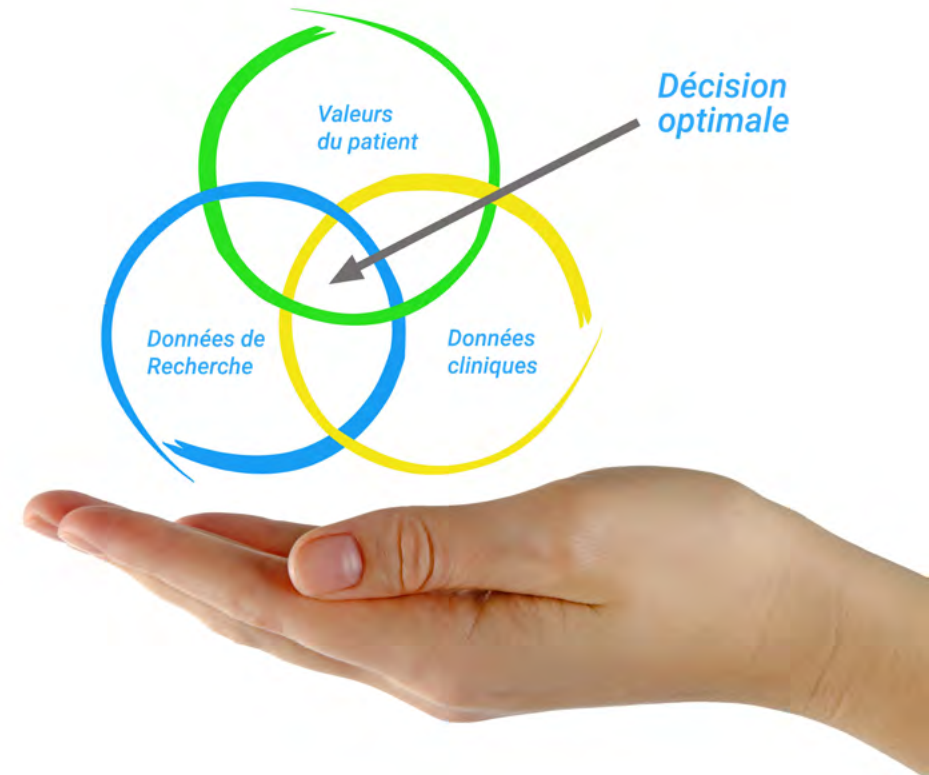 Décision
optimale
Valeurs
du patient
Données de
Recherche
Données
cliniques